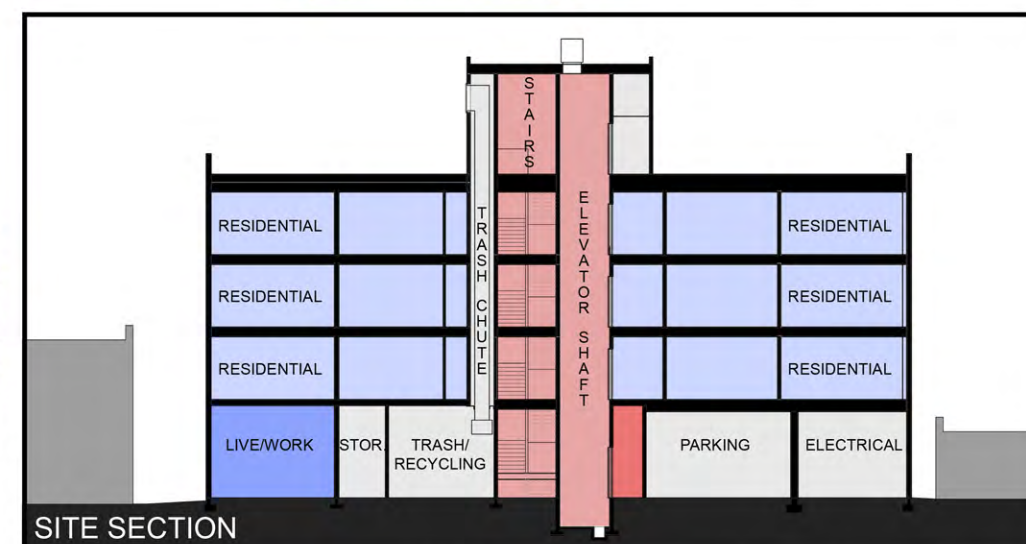 STAIRS
TRASH CHUTE
ELEVATOR SHAFT
RESIDENTIAL
RESIDENTIAL
RESIDENTIAL
RESIDENTIAL
RESIDENTIAL
RESIDENTIAL
LIVE/WORK
STOR.
TRASH/
RECYCLING
PARKING
ELECTRICAL
SITE SECTION